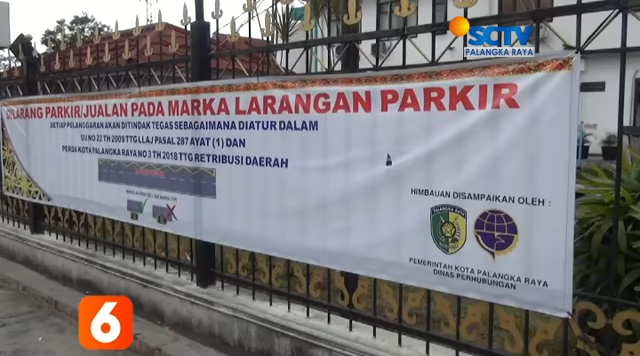 SCTV
PALANGKA RAYA
DILARANG PARKIR/JUALAN PADA MARKA LARANGAN PARKIR
SETIAP PELANGGARAN AKAN DITINDAK TEGAS SEBAGAIMANA DIATUR DALAM
UU NO 22 TH 2009 TTG LLAJ PASAL 287 AYAT (1) DAN
PERDA KOTA PALANGKA RAYA NO 3 TH 2018 TTG RETRIBUSI DAERAH
HIMBAUAN DISAMPAIKAN OLEH :
PALANGKA RAYA
PEMERINTAH KOTA PALANGKA RAYA
DINAS PERHUBUNGAN
6